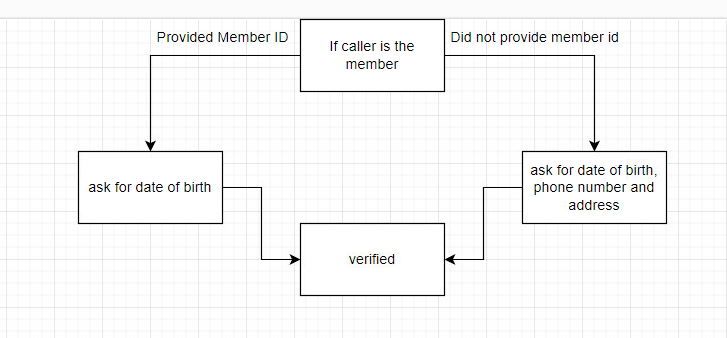 Provided Member ID
If caller is the
member
Did not provide member id
ask for date of birth
ask for date of birth,
phone number and
address
verified